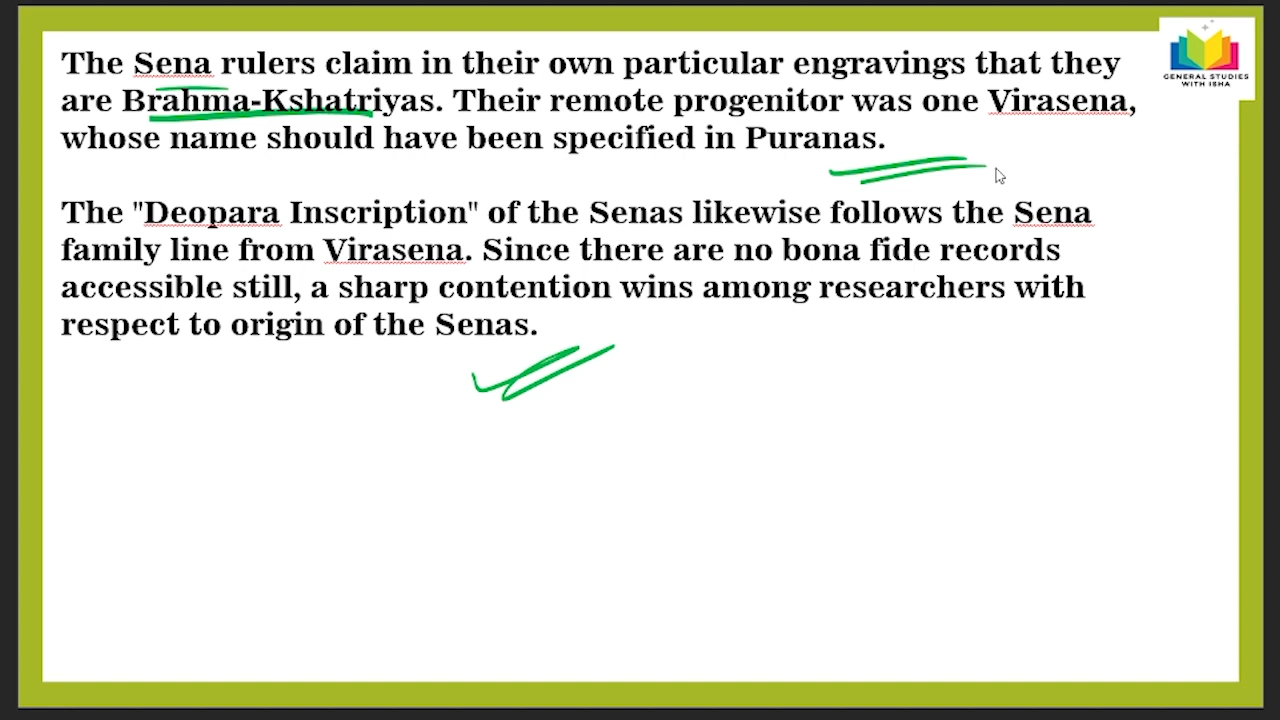 The Sena rulers claim in their own particular engravings that they
are Brahma-Kshatriyas. Their remote progenitor was one Virasena,
whose name should have been specified in Puranas.
The "Deopara Inscription" of the Senas likewise follows the Sena
family line from Virasena. Since there are no bona fide records
accessible still, a sharp contention wins among researchers with
respect to origin of the Senas.
GENERAL STUDIES
WITH ISHA